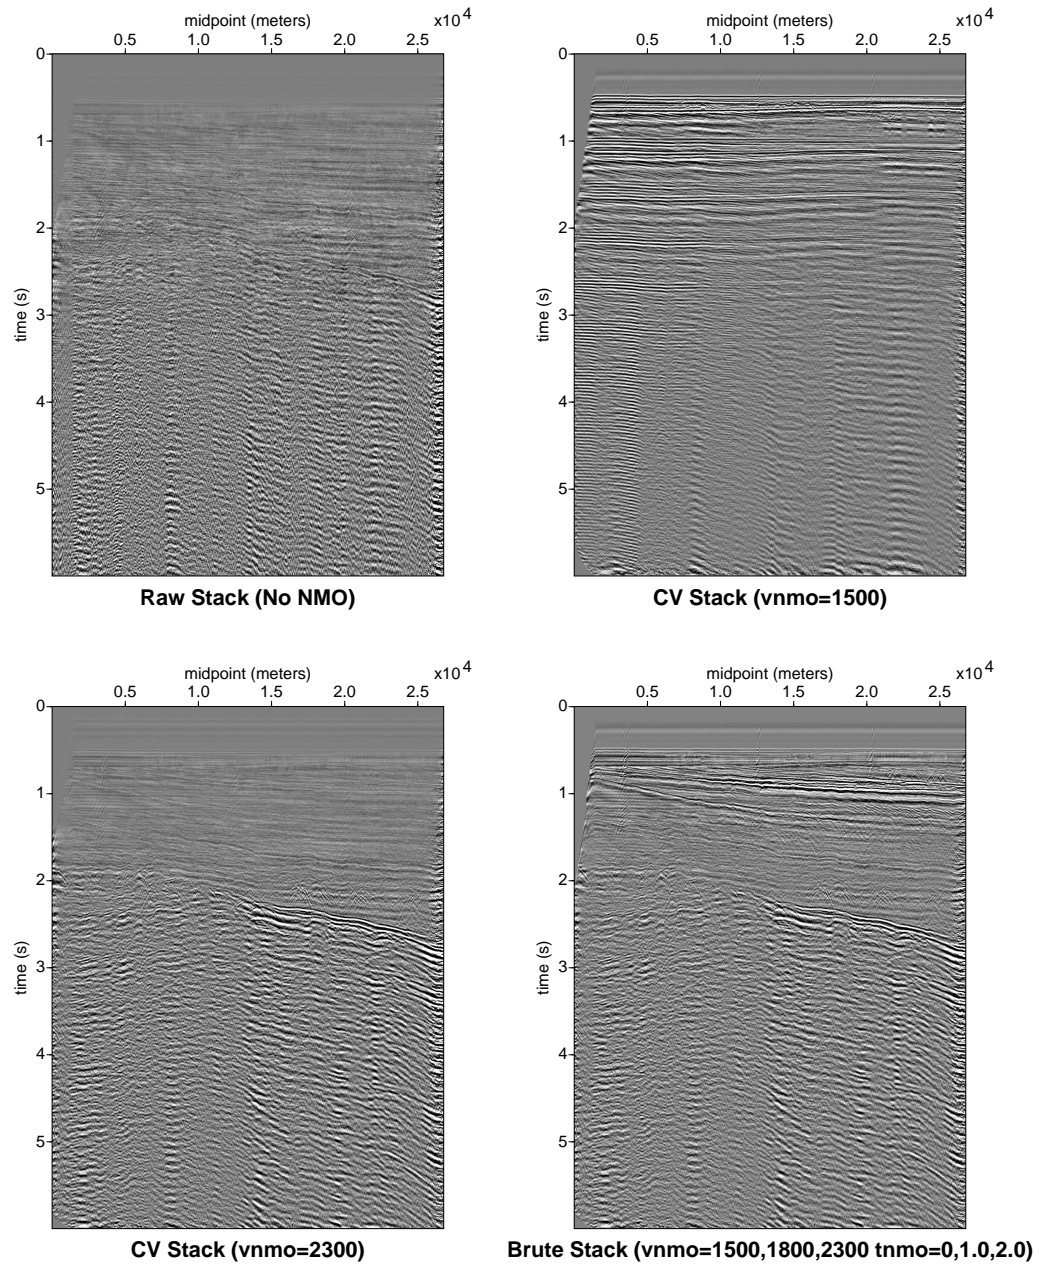 midpoint (meters)
x10 4
0.5 1.0 1.5 2.0 2.5
0
1
2
3
4
5
time (s)
Raw Stack (No NMO)
midpoint (meters)
x10 4
0.5 1.0 1.5 2.0 2.5
0
1
2
3
4
5
time (s)
CV Stack (vnmo=1500)
midpoint (meters)
x10 4
0.5 1.0 1.5 2.0 2.5
0
1
2
3
4
5
time (s)
CV Stack (vnmo=2300)
midpoint (meters)
x10 4
0.5 1.0 1.5 2.0 2.5
0
1
2
3
4
5
time (s)
Brute Stack (vnmo=1500,1800,2300 tnmo=0,1.0,2.0)